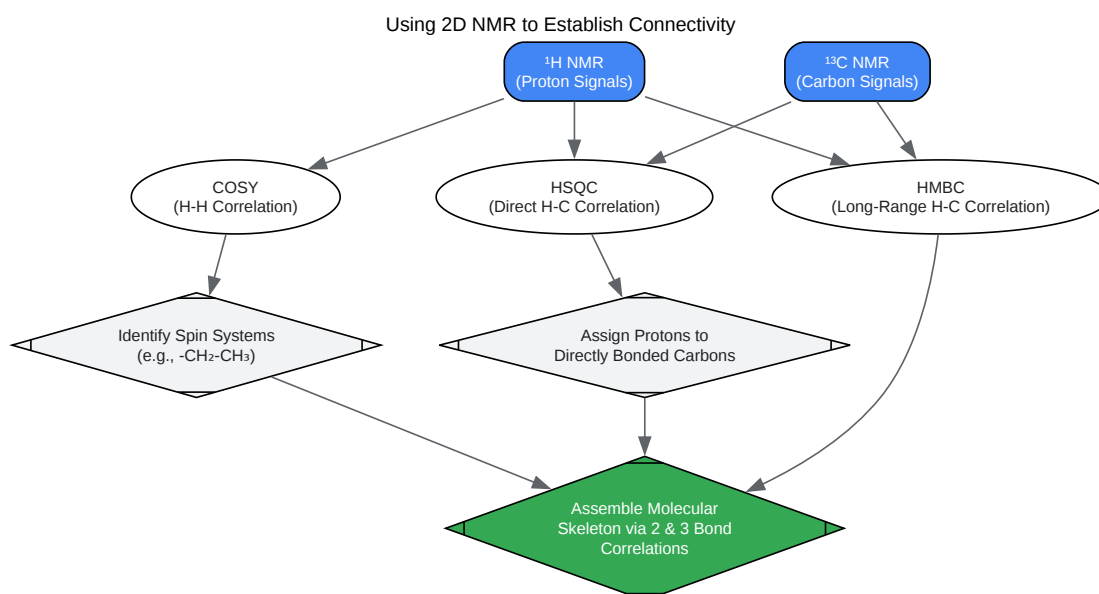 Using 2D NMR to Establish Connectivity
¹H NMR
(Proton Signals)
¹³C NMR
(Carbon Signals)
COSY
(H-H Correlation)
HSQC
(Direct H-C Correlation)
HMBC
(Long-Range H-C Correlation)
Identify Spin Systems
(e.g., -CH₂-CH₃)
Assign Protons to
Directly Bonded Carbons
Assemble Molecular
Skeleton via 2 & 3 Bond
Correlations